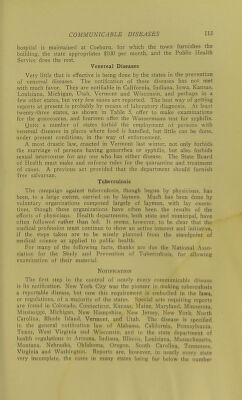 COMMUNICABLE DISEASES 113
hospital is maintained at Cosburn, for which the town furnishes the
building, the state appropriates $100 per month, and the Public Health
Service does the rest.
Venereal Diseases
Very little that is effective is being done by the states in the prevention
of venereal diseases. The notification of these diseases has not met
with much favor. They are notifiable in California, Indiana, Iowa, Kansas,
Louisiana, Michigan, Utah, Vermont and Wisconsin, and perhaps in a
few other states, but very few cases are reported. The best way of getting
reports at present is probably by means of laboratory diagnosis. At least
twenty-three states, as shown in Table 5, offer to make examinations
for the gonococcus, and fourteen offer the Wassermann test for syphilis.
Quite a number of states forbid the employment of persons with
venereal diseases in places where food is handled, but little can be done,
under present conditions, in the way of enforcement.
A most drastic law, enacted in Vermont last winter, not only forbids
the marriage of persons having gonorrhea or syphilis, but also forbids
sexual intercourse for any one who has either disease. The State Board
of Health must make and enforce rules for the quarantine and treatment
of cases. A previous act provided that the department should furnish
free salvarsan.
Tuberculosis
The campaign against tuberculosis, though begun by physicians, has
been, to a large extent, carried on by laymen. Much has been done by
voluntary organizations composed largely of laymen, with lay execu-
tives, though these organizations have often been the results of the
efforts of physicians. Health departments, both state and municipal, have
often followed rather than led. It seems, however, to be clear that the
medical profession must continue to show an active interest and initiative,
if the steps taken are to be wisely planned from the standpoint of
medical science as applied to public health.
For many of the following facts, thanks are due the National Asso-
ciation for the Study and Prevention of Tuberculosis, for allowing
examination of their material.
Notification
The first step in the control of nearly every communicable disease
is its notification. New York City was the pioneer in making tuberculosis
a reportable disease, but now this requirement is embodied in the laws,
or regulations, of a majority of the states. Special acts requiring reports
are found in Colorado, Connecticut, Kansas, Maine, Maryland, Minnesota,
Mississippi, Michigan, New Hampshire, New Jersey, New York, North
Carolina, Rhode Island, Vermont, and Utah. The disease is specified
in the general notification law of Alabama, California, Pennsylvania,
Texas, West Virginia and Wisconsin, and in the state department of
health regulations in Arizona, Indiana, Illinois, Louisiana, Massachusetts,
Montana, Nebraska, Oklahoma, Oregon, South Carolina, Tennessee,
Virginia and Washington. Reports are, however, in nearly every state
very incomplete, the cases in many states being far below the number